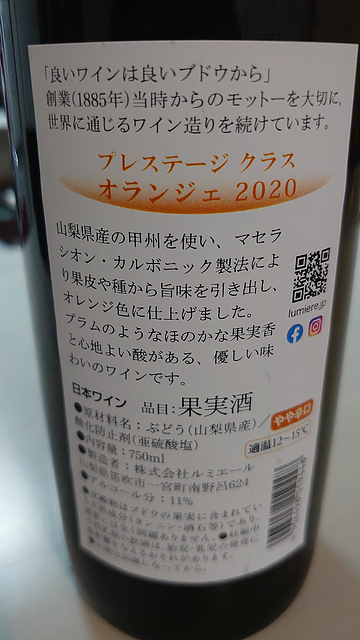 「良いワインは良いブドウから」
創業(1885年)当時からのモットーを大切に、
世界に通じるワイン造りを続けています。
プレステージ クラス
オランジェ 2020
山梨県産の甲州を使い、マセラ
シオン・カルボニック製法によ
り果皮や種から旨味を引き出し、
オレンジ色に仕上げました。
プラムのようなほのかな果実香
と心地よい酸がある、優しい味
わいのワインです。
lumiere.jp
日本ワイン 品目:果実酒
●原材料名:ぶどう(山梨県産)/
酸化防止剤(亜硫酸塩)
やや辛口
●内容量:750ml
適温12~15℃
●製造者:株式会社ルミエール
山梨県笛吹市一宮町南野呂624
●アルコール分:11%